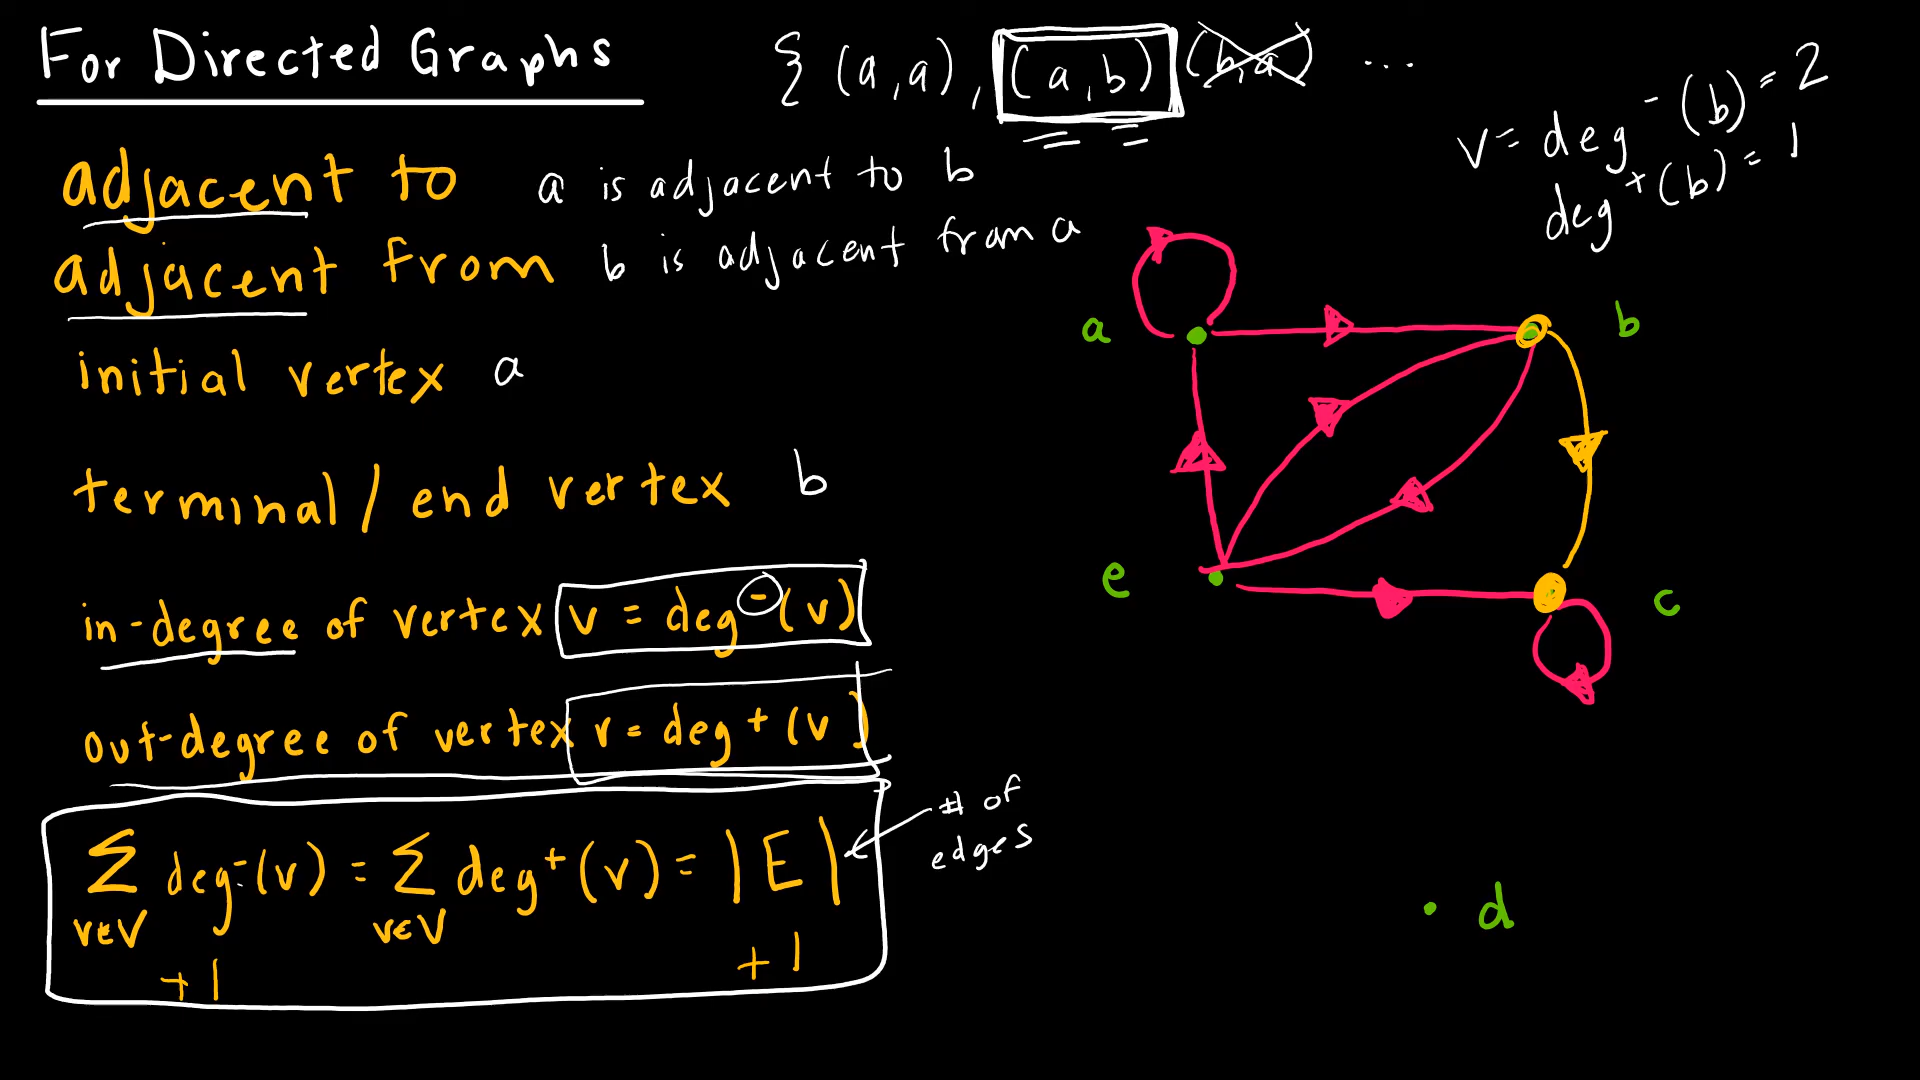 For Directed Graphs
{ (a,a), (a,b) (b,a) ...
v = deg⁻(b) = 2
deg⁺(b) = 1
adjacent to a is adjacent to b
adjacent from b is adjacent from a
initial vertex a
terminal/end vertex b
in-degree of vertex v = deg⁻(v)
out-degree of vertex v = deg⁺(v)
∑ deg⁻(v) = ∑ deg⁺(v) = |E|
v∈V v∈V
+1 +1
# of
edges
a
b
e
c
d